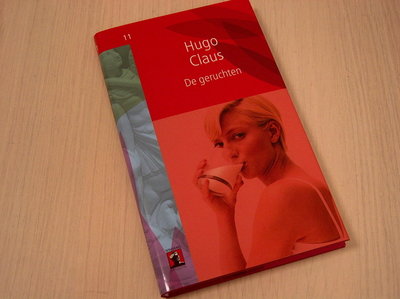 11
Hugo
Claus
De geruchten